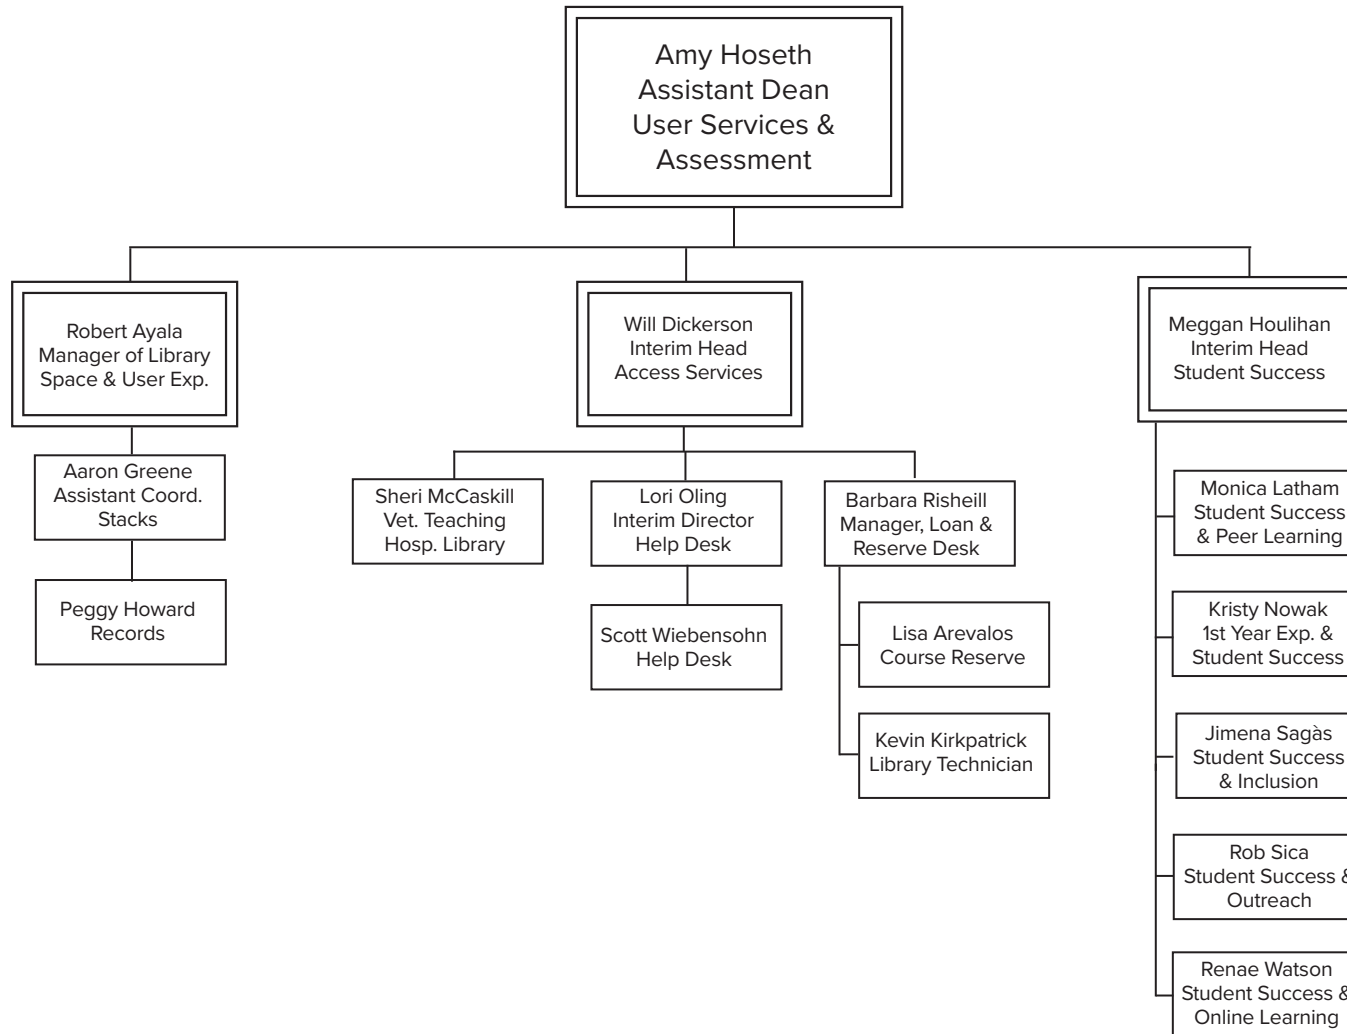 Amy Hoseth
Assistant Dean
User Services &
Assessment
Robert Ayala
Manager of Library
Space & User Exp.
Aaron Greene
Assistant Coord.
Stacks
Peggy Howard
Records
Will Dickerson
Interim Head
Access Services
Sheri McCaskill
Vet. Teaching
Hosp. Library
Lori Oling
Interim Director
Help Desk
Scott Wiebensohn
Help Desk
Barbara Risheill
Manager, Loan &
Reserve Desk
Lisa Arevalos
Course Reserve
Kevin Kirkpatrick
Library Technician
Meggan Houlihan
Interim Head
Student Success
Monica Latham
Student Success
& Peer Learning
Kristy Nowak
1st Year Exp. &
Student Success
Jimena Sagàs
Student Success
& Inclusion
Rob Sica
Student Success &
Outreach
Renae Watson
Student Success &
Online Learning